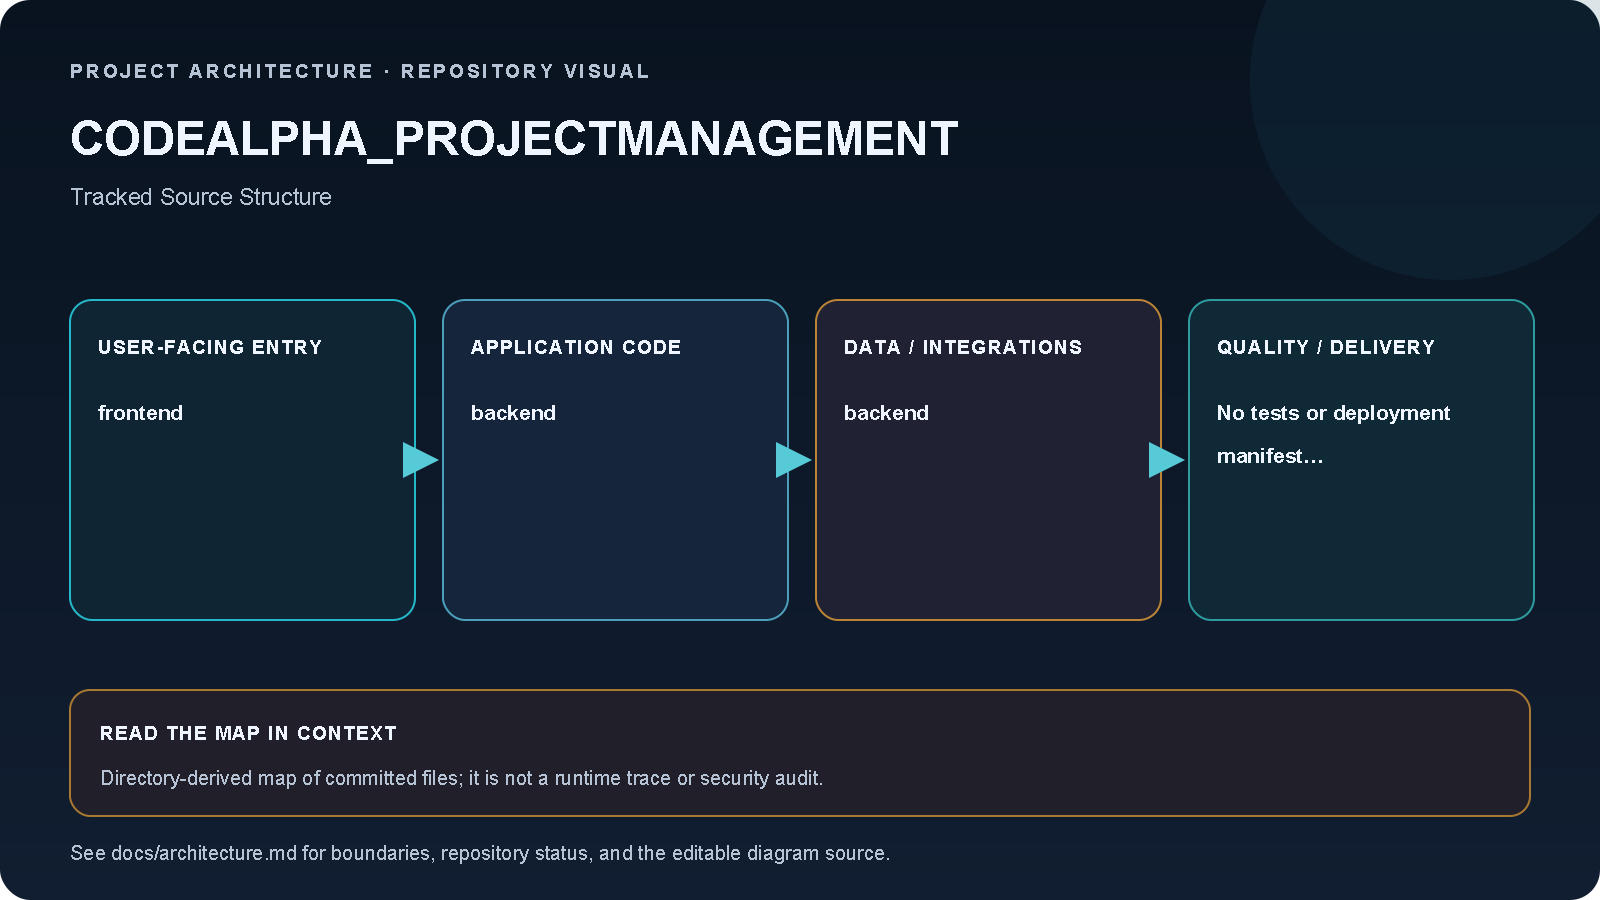 PROJECT ARCHITECTURE · REPOSITORY VISUAL
CODEALPHA_PROJECTMANAGEMENT
Tracked Source Structure
USER-FACING ENTRY
frontend
APPLICATION CODE
backend
DATA / INTEGRATIONS
backend
QUALITY / DELIVERY
No tests or deployment
manifest…
READ THE MAP IN CONTEXT
Directory-derived map of committed files; it is not a runtime trace or security audit.
See docs/architecture.md for boundaries, repository status, and the editable diagram source.